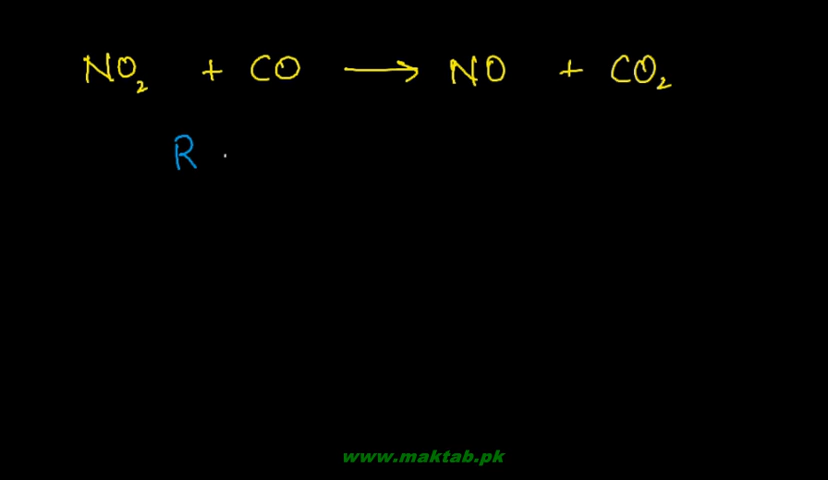 NO₂ + CO → NO + CO₂
R
www.maktab.pk